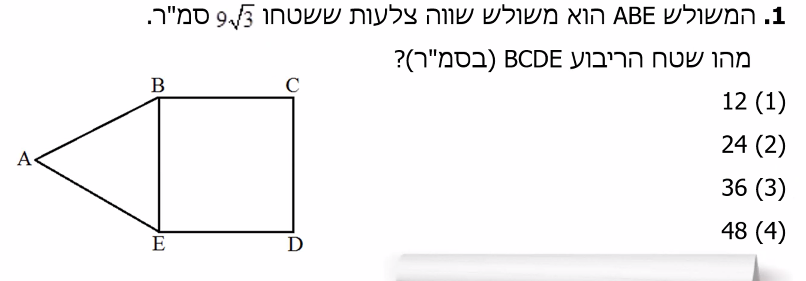 1. המשולש ABE הוא משולש שווה צלעות ששטחו 9√3 סמ"ר.
מהו שטח הריבוע BCDE (בסמ"ר)?
(1) 12
(2) 24
(3) 36
(4) 48
B C
A
E D